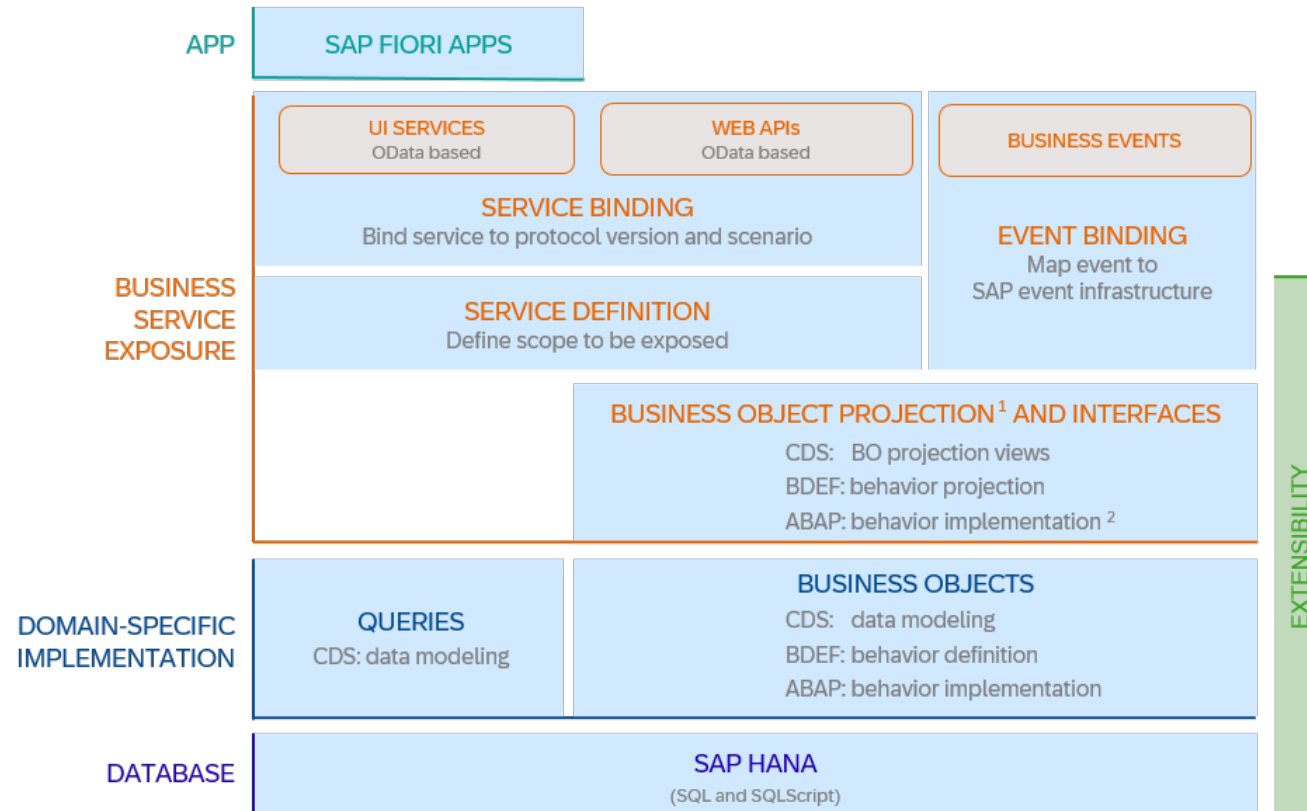 APP
SAP FIORI APPS
UI SERVICES
OData based
WEB APIs
OData based
BUSINESS EVENTS
SERVICE BINDING
Bind service to protocol version and scenario
EVENT BINDING
Map event to
SAP event infrastructure
BUSINESS
SERVICE
EXPOSURE
SERVICE DEFINITION
Define scope to be exposed
BUSINESS OBJECT PROJECTION¹ AND INTERFACES
CDS: BO projection views
BDEF: behavior projection
ABAP: behavior implementation ²
DOMAIN-SPECIFIC
IMPLEMENTATION
QUERIES
CDS: data modeling
BUSINESS OBJECTS
CDS: data modeling
BDEF: behavior definition
ABAP: behavior implementation
DATABASE
SAP HANA
(SQL and SQLScript)
EXTENSIBILITY